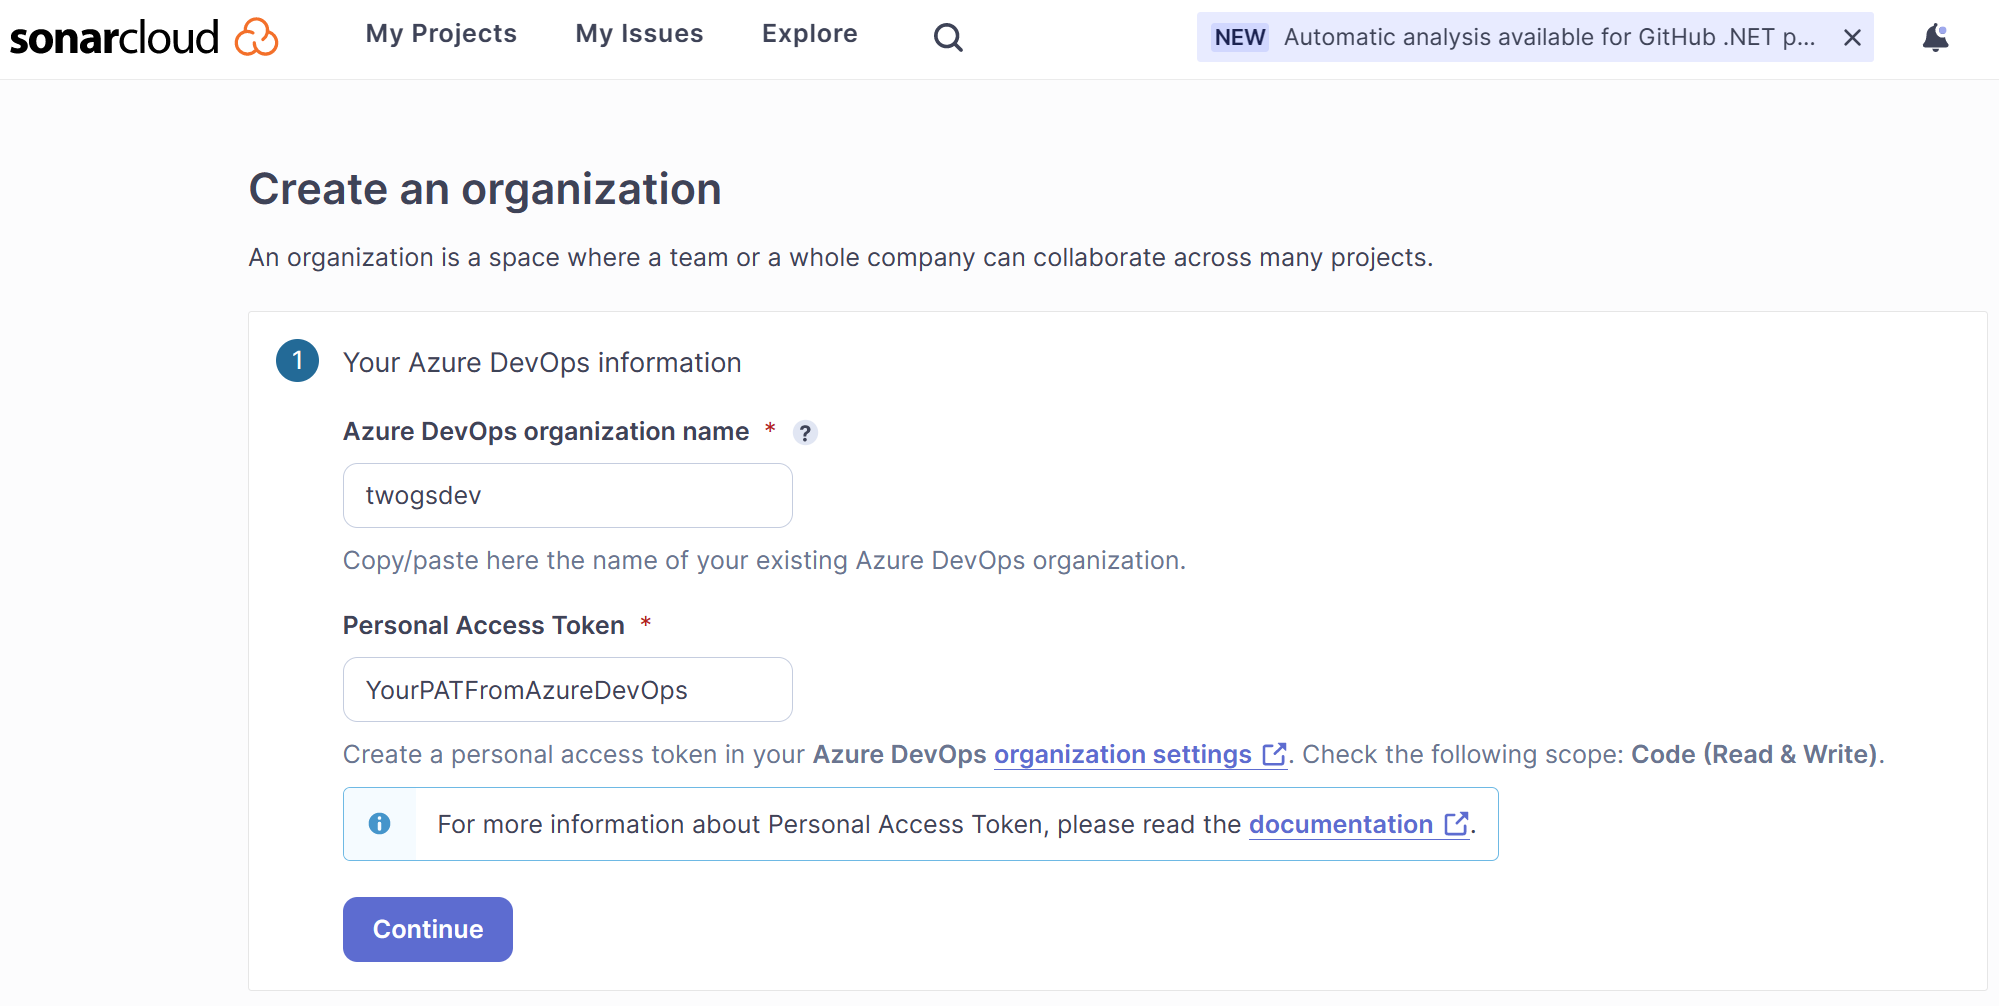 sonarcloud My Projects My Issues Explore NEW Automatic analysis available for GitHub .NET p...
Create an organization
An organization is a space where a team or a whole company can collaborate across many projects.
1 Your Azure DevOps information
Azure DevOps organization name * ?
twogsdev
Copy/paste here the name of your existing Azure DevOps organization.
Personal Access Token *
YourPATFromAzureDevOps
Create a personal access token in your Azure DevOps organization settings. Check the following scope: Code (Read & Write).
For more information about Personal Access Token, please read the documentation.
Continue